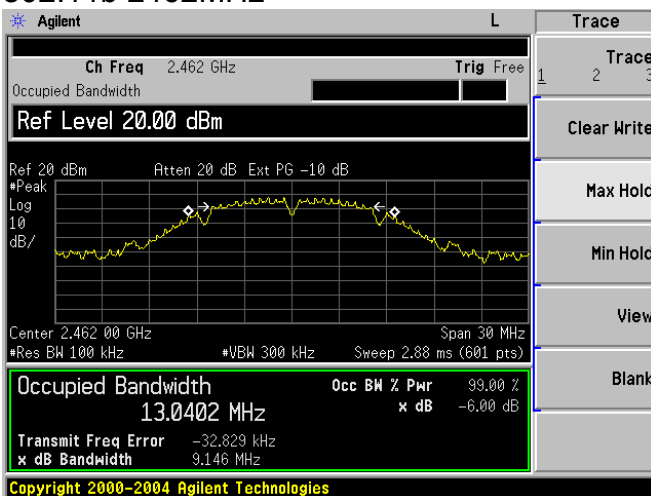 Agilent L Trace
Ch Freq 2.462 GHz Trig Free
Occupied Bandwidth
Trace
1 2 3
Ref Level 20.00 dBm
Clear Write
Ref 20 dBm Atten 20 dB Ext PG -10 dB
#Peak
Log
10
dB/
Max Hold
Min Hold
View
Center 2.462 00 GHz Span 30 MHz
#Res BW 100 kHz #VBW 300 kHz Sweep 2.88 ms (601 pts)
Blank
Occupied Bandwidth Occ BW % Pwr 99.00 %
13.0402 MHz x dB -6.00 dB
Transmit Freq Error -32.829 kHz
x dB Bandwidth 9.146 MHz
Copyright 2000-2004 Agilent Technologies